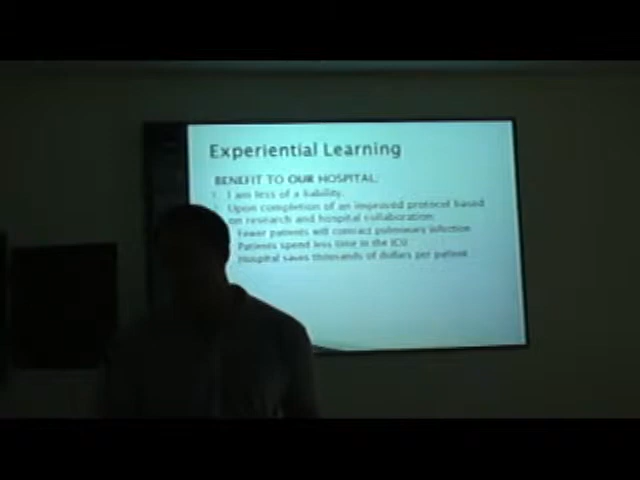 Experiential Learning
BENEFIT TO OUR HOSPITAL:
I am less of a liability.
Upon completion of an improved protocol based
on research and hospital collaboration
Fewer patients will contract pulmonary infection
Patients spend less time in the ICU
Hospital saves thousands of dollars per patient